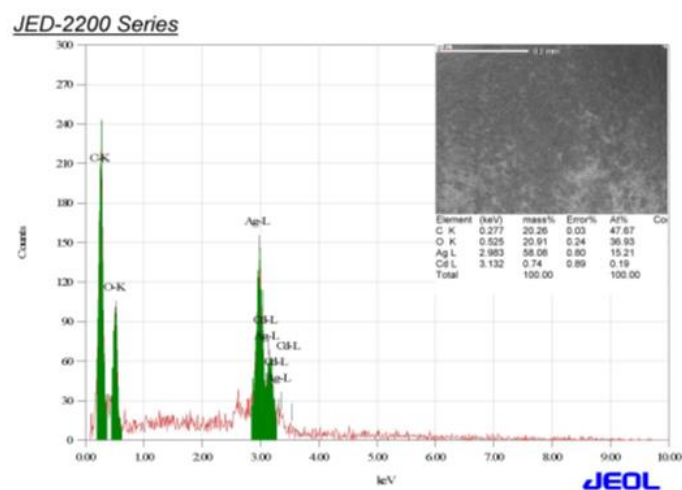 JED-2200 Series
300
270
240
210
180
150
120
90
60
30
0
Counts
C-K
O-K
Ag-L
Cd-L
Ag-L
Cd-L
Cd-L
Ag-L
0.2 mm
Element (keV) mass% Error% At% Co
C K 0.277 20.26 0.03 47.67
O K 0.525 20.91 0.24 36.93
Ag L 2.983 58.08 0.80 15.21
Cd L 3.132 0.74 0.89 0.19
Total 100.00 100.00
0.00 1.00 2.00 3.00 4.00 5.00 6.00 7.00 8.00 9.00 10.00
keV
JEOL